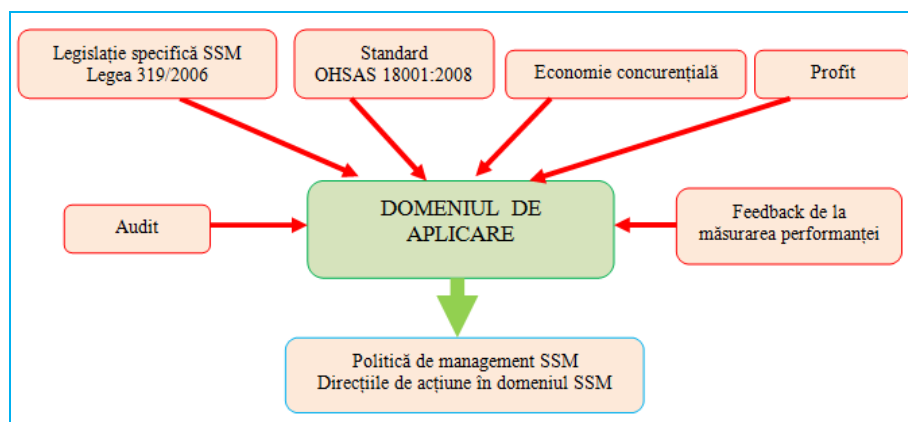 Legislație specifică SSM
Legea 319/2006
Standard
OHSAS 18001:2008
Economie concurențială
Profit
Audit
DOMENIUL DE
APLICARE
Feedback de la
măsurarea performanței
Politică de management SSM
Direcțiile de acțiune în domeniul SSM